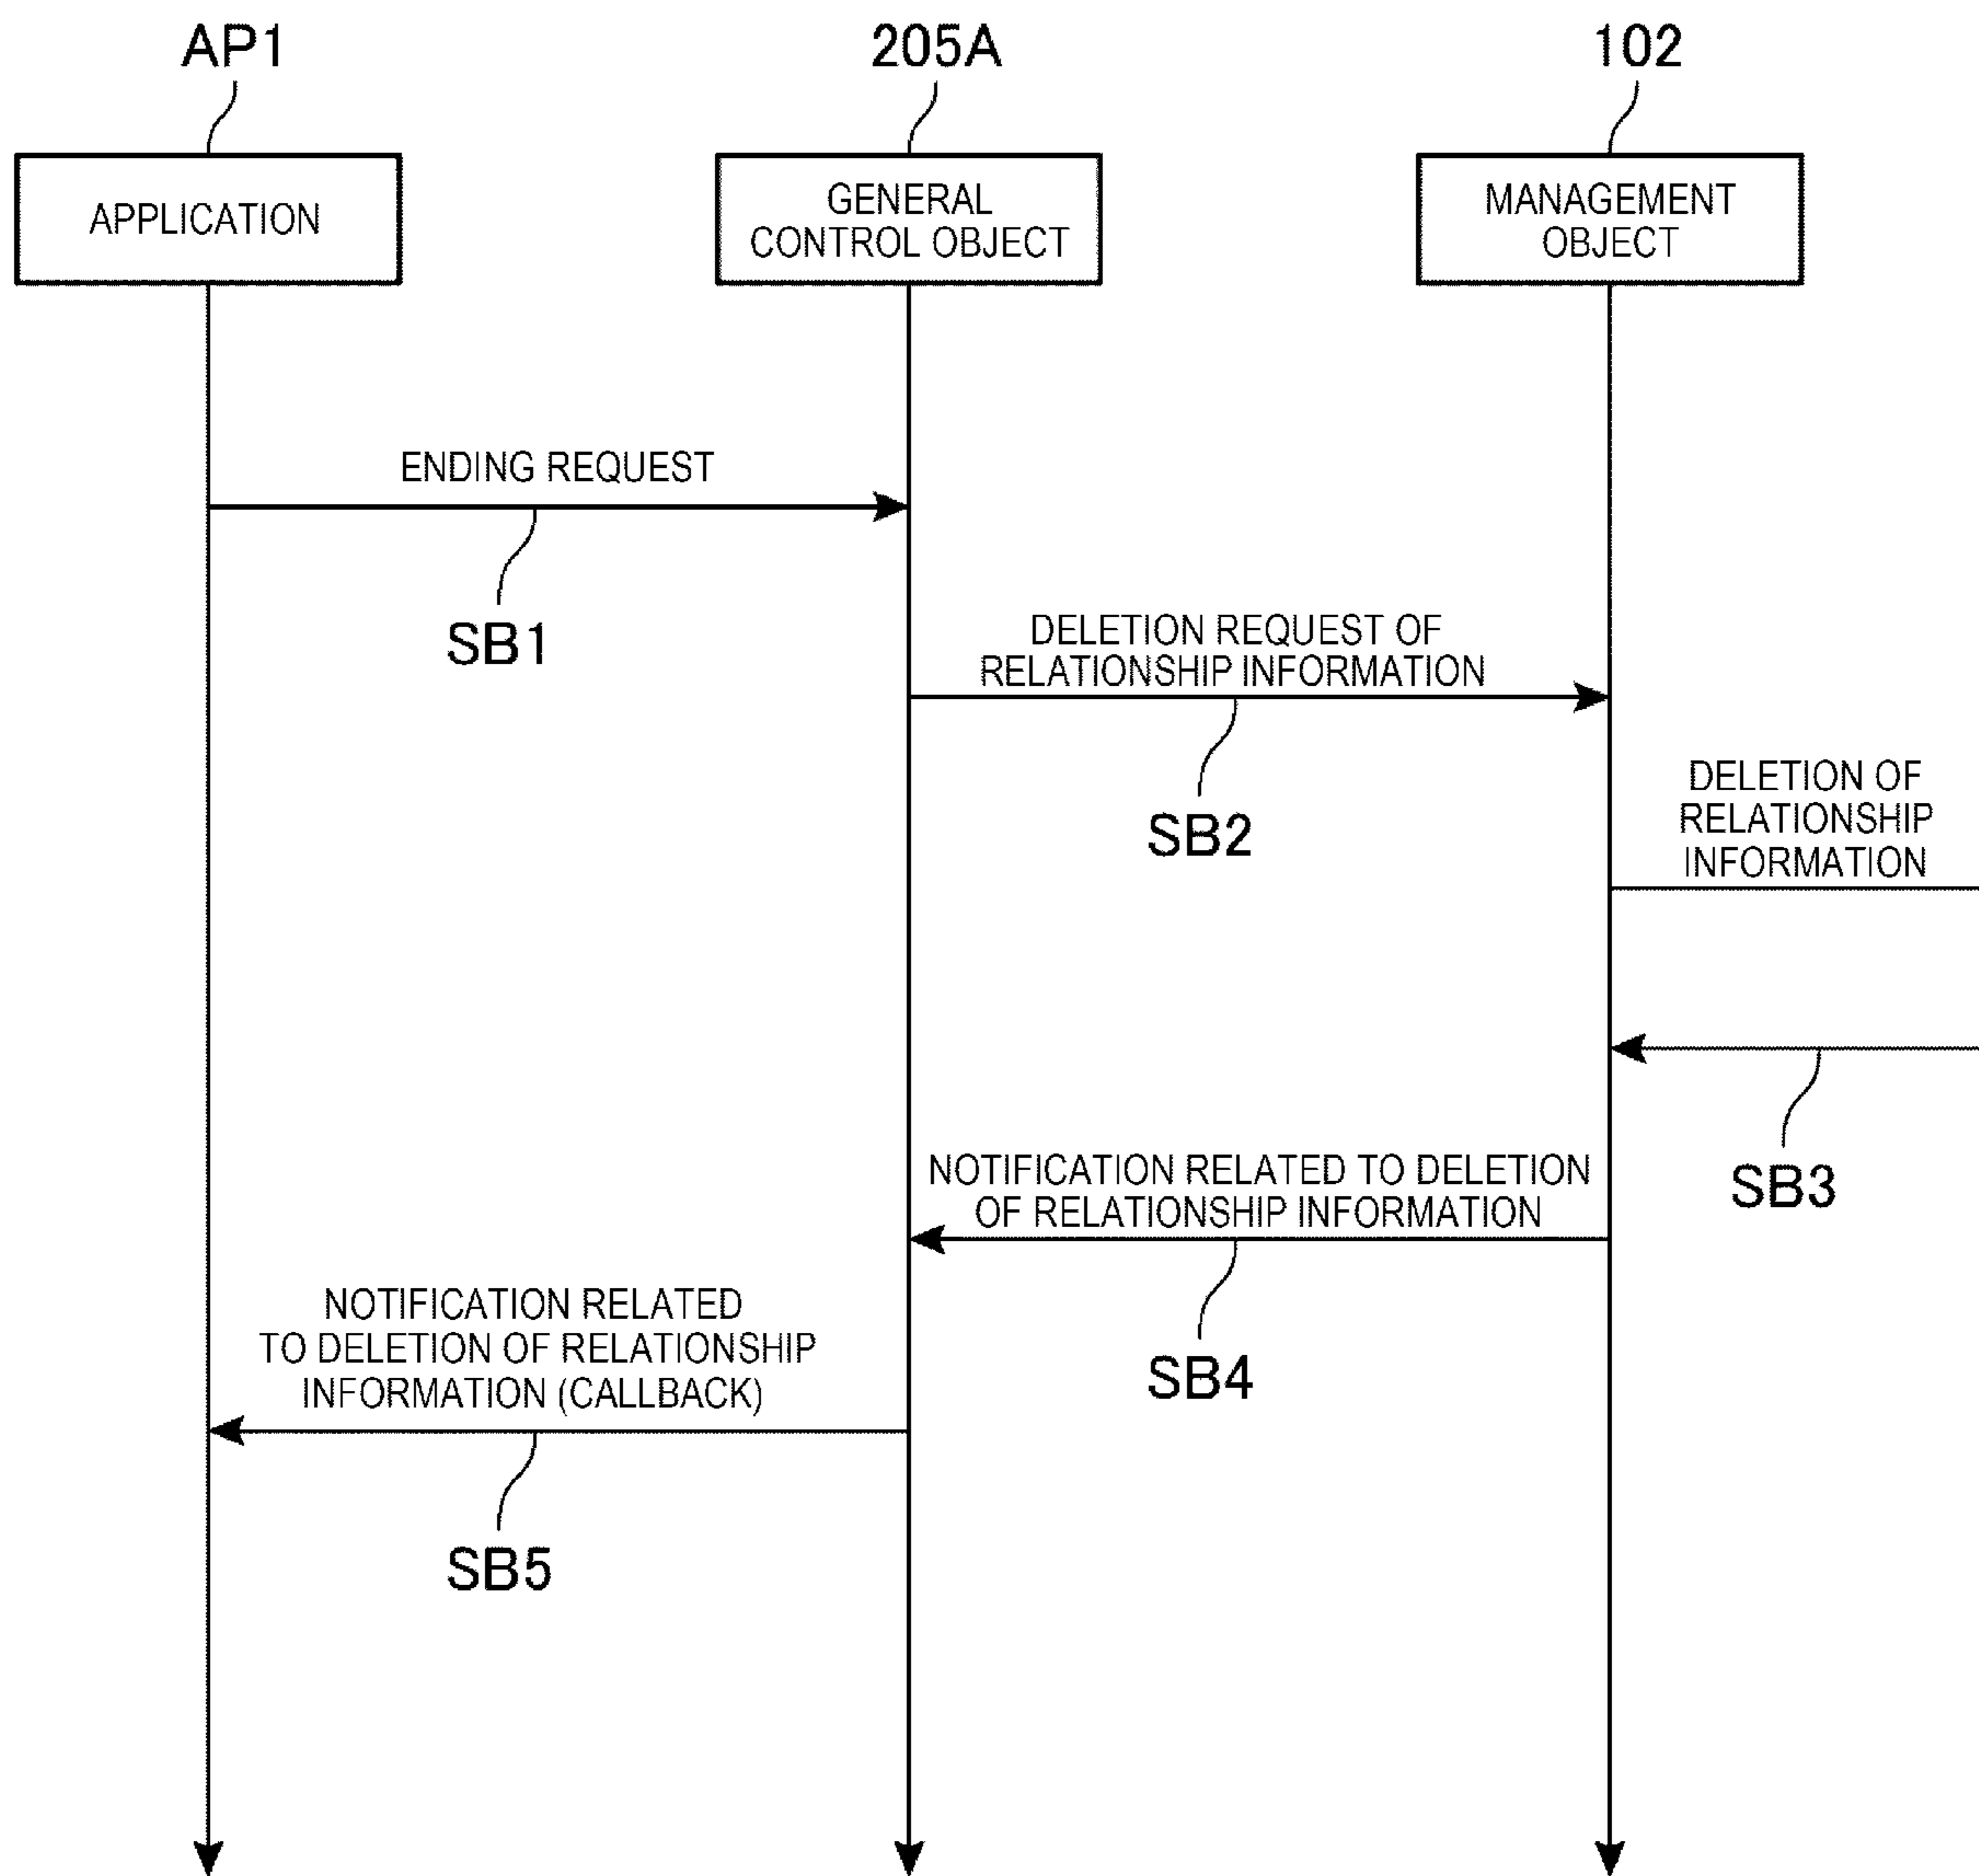 AP1
205A
102
APPLICATION
GENERAL
CONTROL OBJECT
MANAGEMENT
OBJECT
ENDING REQUEST
SB1
DELETION REQUEST OF
RELATIONSHIP INFORMATION
SB2
DELETION OF
RELATIONSHIP
INFORMATION
SB3
NOTIFICATION RELATED TO DELETION
OF RELATIONSHIP INFORMATION
SB4
NOTIFICATION RELATED
TO DELETION OF RELATIONSHIP
INFORMATION (CALLBACK)
SB5